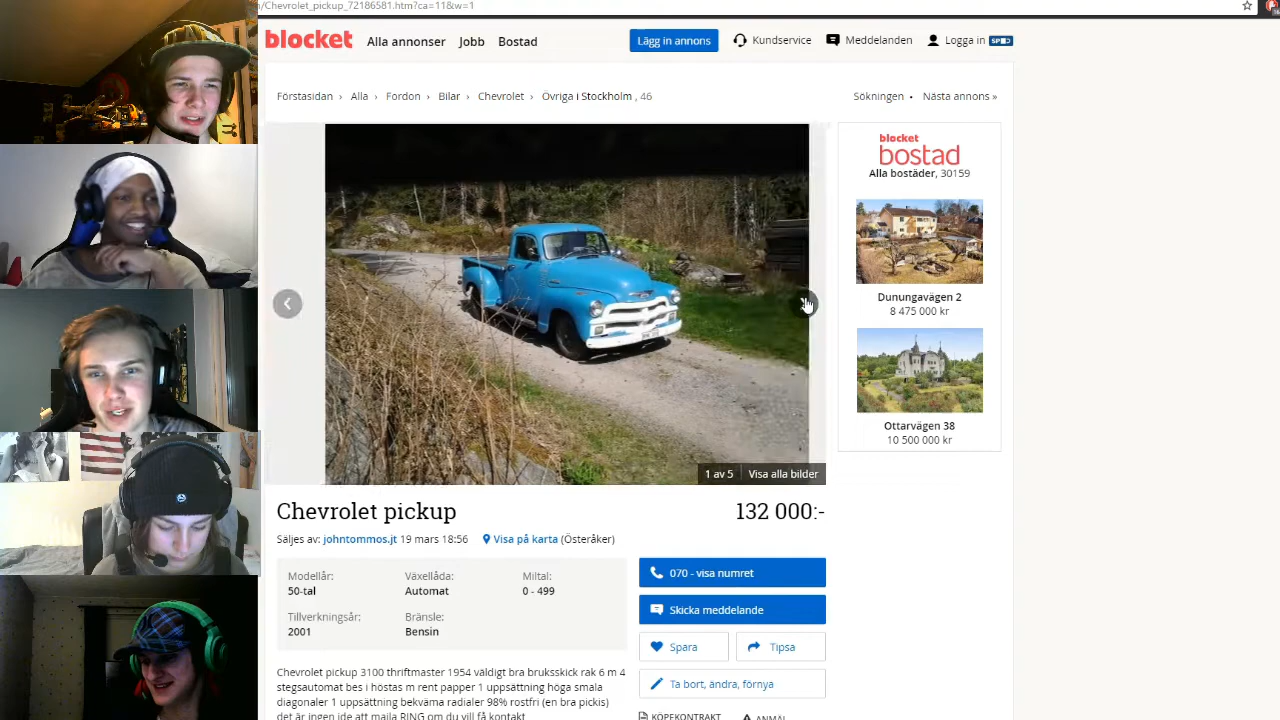 /Chevrolet_pickup_72186581.htm?ca=11&w=1
blocket Alla annonser Jobb Bostad Lägg in annons Kundservice Meddelanden Logga in
Förstasidan › Alla › Fordon › Bilar › Chevrolet › Övriga i Stockholm , 46 Sökningen • Nästa annons »
blocket
bostad
Alla bostäder, 30159
Dunungavägen 2
8 475 000 kr
Ottarvägen 38
10 500 000 kr
1 av 5 Visa alla bilder
Chevrolet pickup 132 000:-
Säljes av: johntommos.jt 19 mars 18:56 Visa på karta (Österåker)
Modellår: Växellåda: Miltal:
50-tal Automat 0 - 499
Tillverkningsår: Bränsle:
2001 Bensin
070 - visa numret
Skicka meddelande
Spara Tipsa
Ta bort, ändra, förnya
KÖPEKONTRAKT ANMÄL
Chevrolet pickup 3100 thriftmaster 1954 väldigt bra bruksskick rak 6 m 4
stegsautomat bes i höstas m rent papper 1 uppsättning höga smala
diagonaler 1 uppsättning bekväma radialer 98% rostfri (en bra pickis)
det är ingen ide att maila RING om du vill få kontakt